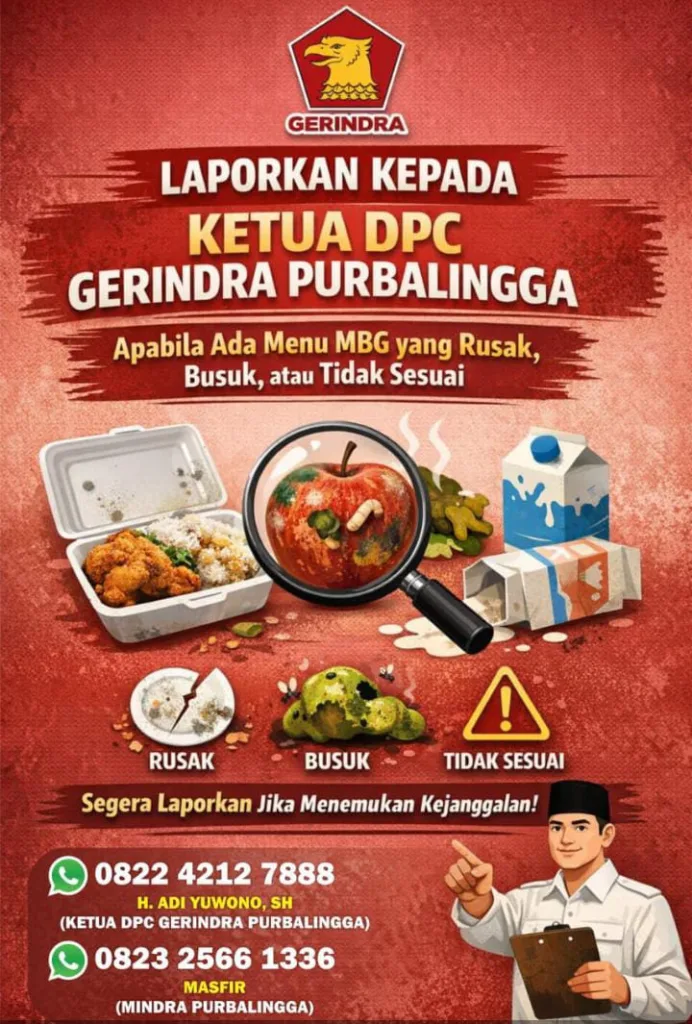 GERINDRA
LAPORKAN KEPADA
KETUA DPC
GERINDRA PURBALINGGA
Apabila Ada Menu MBG yang Rusak,
Busuk, atau Tidak Sesuai
RUSAK
BUSUK
TIDAK SESUAI
Segera Laporkan Jika Menemukan Kejanggalan!
0822 4212 7888
H. ADI YUWONO, SH
(KETUA DPC GERINDRA PURBALINGGA)
0823 2566 1336
MASFIR
(MINDRA PURBALINGGA)